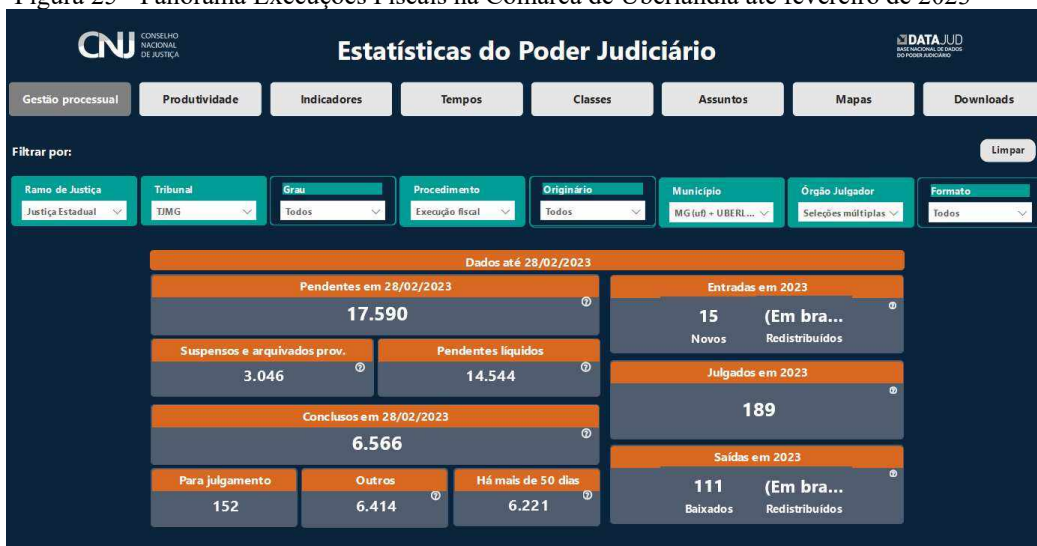 Figura 25 - Panorama Execuções Fiscais na Comarca de Uberlândia até fevereiro de 2023
CNJ CONSELHO NACIONAL DE JUSTIÇA
Estatísticas do Poder Judiciário
DATAJUD
BASE NACIONAL DE DADOS DO PODER JUDICIÁRIO
Gestão processual Produtividade Indicadores Tempos Classes Assuntos Mapas Downloads
Filtrar por: Limpar
Ramo de Justiça Tribunal Grau Procedimento Originário Município Órgão Julgador Formato
Justiça Estadual TJMG Todos Execução fiscal Todos MG (uf) + UBERL... Seleções múltiplas Todos
Dados até 28/02/2023
Pendentes em 28/02/2023
17.590
Suspensos e arquivados prov. Pendentes líquidos
3.046 14.544
Conclusos em 28/02/2023
6.566
Para julgamento Outros Há mais de 50 dias
152 6.414 6.221
Entradas em 2023
15 (Em bra...
Novos Redistribuídos
Julgados em 2023
189
Saídas em 2023
111 (Em bra...
Baixados Redistribuídos